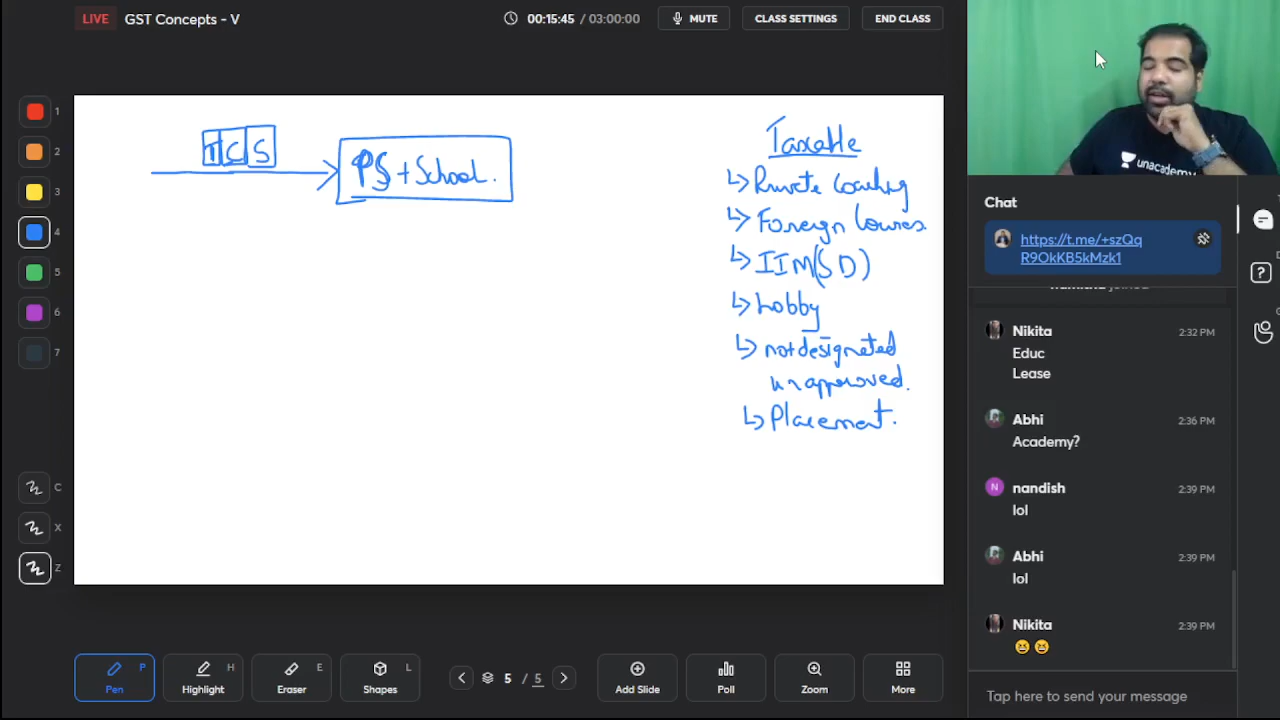 LIVE
GST Concepts - V
00:15:45 / 03:00:00
MUTE
CLASS SETTINGS
END CLASS
1
2
3
4
5
6
7
C
X
Z
TCS
PS + School.
Taxable
↳ Private Coaching
↳ Foreign Courses.
↳ IIM(SD)
↳ Lobby
↳ not designated
unapproved.
↳ Placement.
unacademy
Chat
https://t.me/+szQq
R9OkKB5kMzk1
joined
Nikita 2:32 PM
Educ
Lease
Abhi 2:36 PM
Academy?
N
nandish 2:39 PM
lol
Abhi 2:39 PM
lol
Nikita 2:39 PM
😆 😆
Tap here to send your message
P
Pen
H
Highlight
E
Eraser
L
Shapes
5 / 5
Add Slide
Poll
Zoom
More